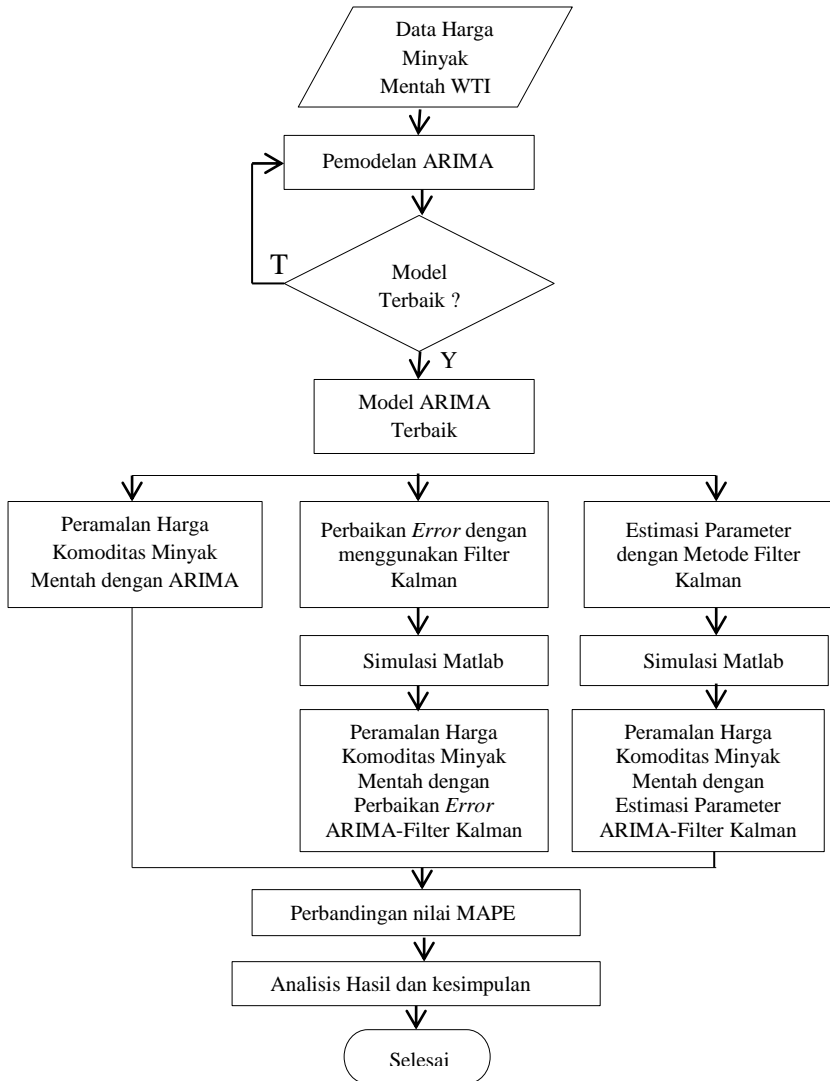 Data Harga
Minyak
Mentah WTI
Pemodelan ARIMA
T
Model
Terbaik ?
Y
Model ARIMA
Terbaik
Peramalan Harga
Komoditas Minyak
Mentah dengan ARIMA
Perbaikan Error dengan
menggunakan Filter
Kalman
Estimasi Parameter
dengan Metode Filter
Kalman
Simulasi Matlab
Simulasi Matlab
Peramalan Harga
Komoditas Minyak
Mentah dengan
Perbaikan Error
ARIMA-Filter Kalman
Peramalan Harga
Komoditas Minyak
Mentah dengan
Estimasi Parameter
ARIMA-Filter Kalman
Perbandingan nilai MAPE
Analisis Hasil dan kesimpulan
Selesai